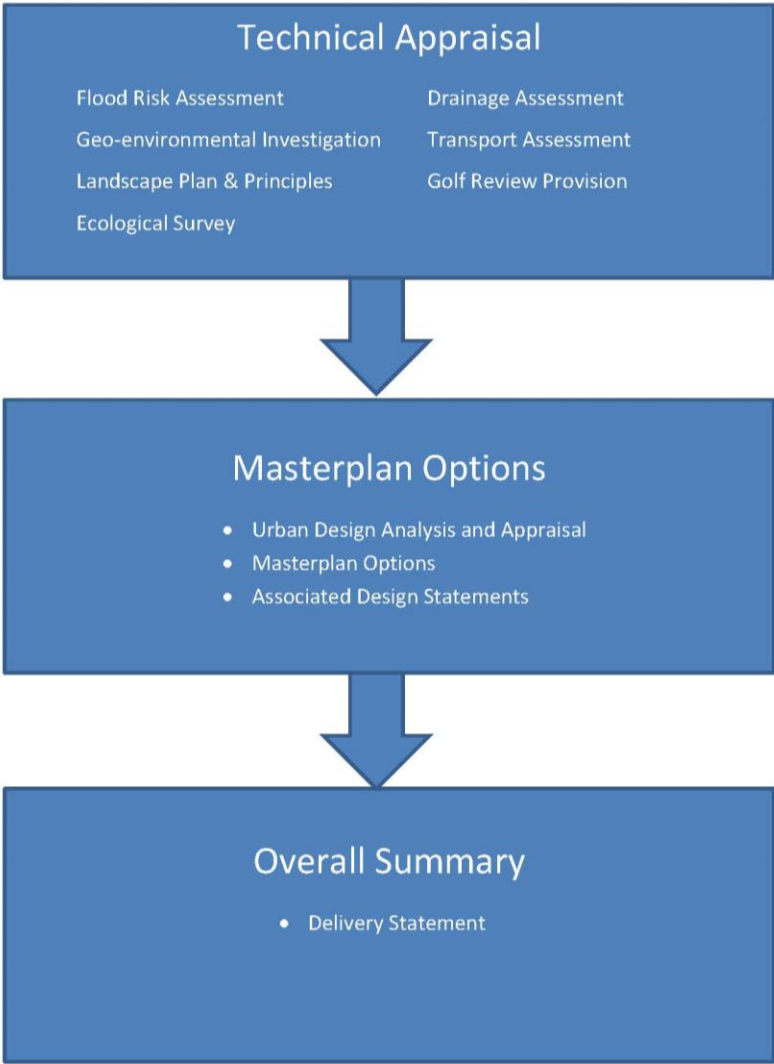 Technical Appraisal
Flood Risk Assessment
Drainage Assessment
Geo-environmental Investigation
Transport Assessment
Landscape Plan & Principles
Golf Review Provision
Ecological Survey
Masterplan Options
• Urban Design Analysis and Appraisal
• Masterplan Options
• Associated Design Statements
Overall Summary
• Delivery Statement